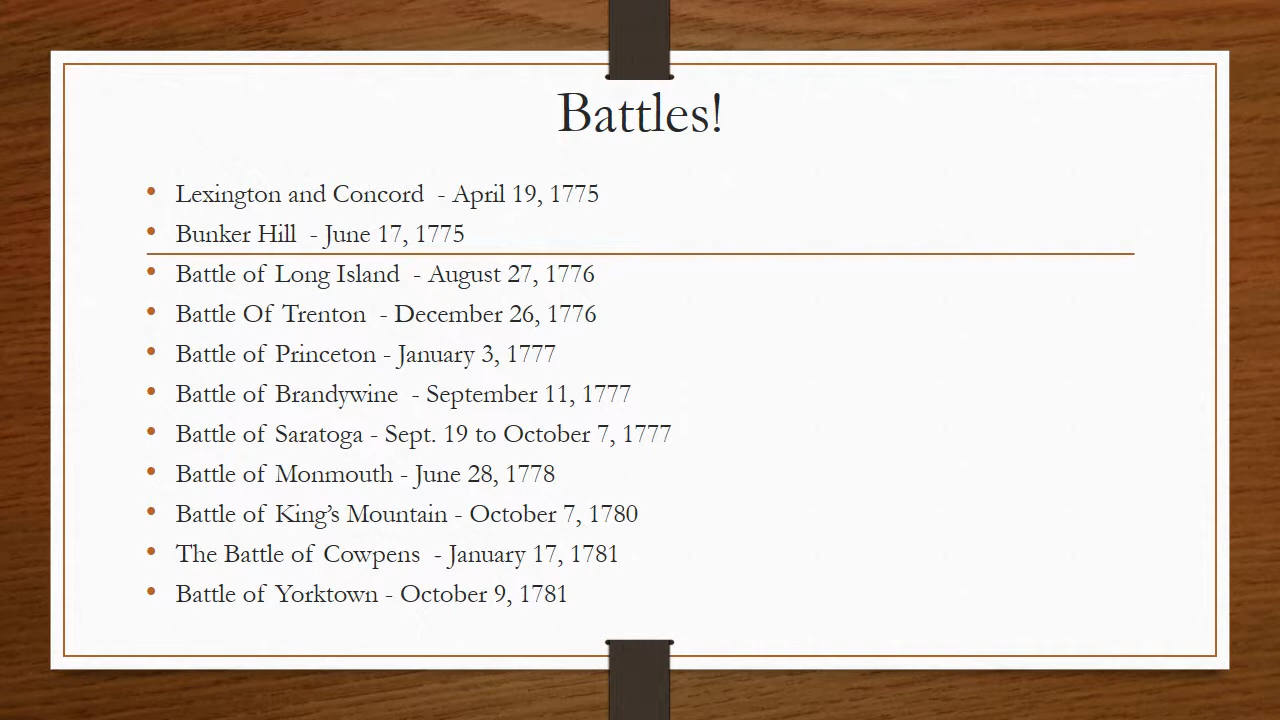 Battles!
• Lexington and Concord - April 19, 1775
• Bunker Hill - June 17, 1775
• Battle of Long Island - August 27, 1776
• Battle Of Trenton - December 26, 1776
• Battle of Princeton - January 3, 1777
• Battle of Brandywine - September 11, 1777
• Battle of Saratoga - Sept. 19 to October 7, 1777
• Battle of Monmouth - June 28, 1778
• Battle of King’s Mountain - October 7, 1780
• The Battle of Cowpens - January 17, 1781
• Battle of Yorktown - October 9, 1781